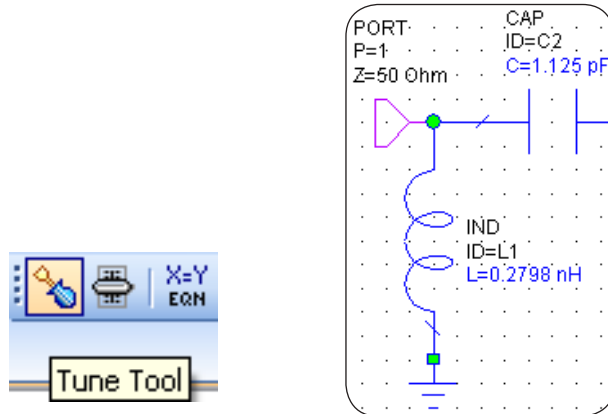 PORT
P=1
Z=50 Ohm
CAP
ID=C2
C=1.125 pF
IND
ID=L1
L=0.2798 nH
X=Y
EQN
Tune Tool